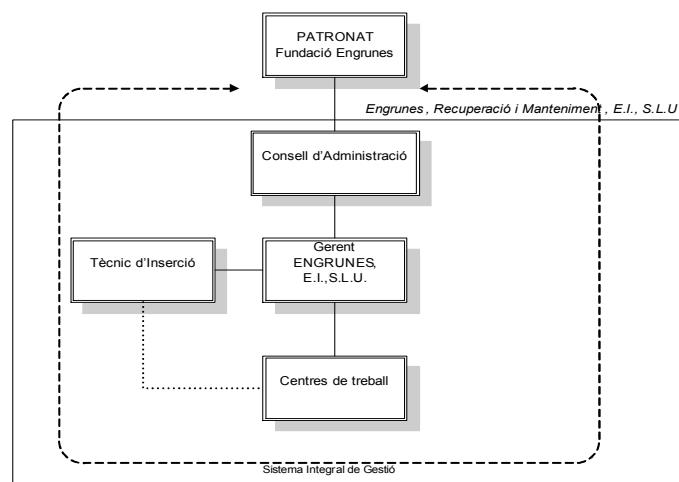 PATRONAT
Fundació Engrunes
Engrunes , Recuperació i Manteniment , E.I., S.L.U
Consell d'Administració
Tècnic d'Inserció
Gerent
ENGRUNES,
E.I.,S.L.U.
Centres de treball
Sistema Integral de Gestió